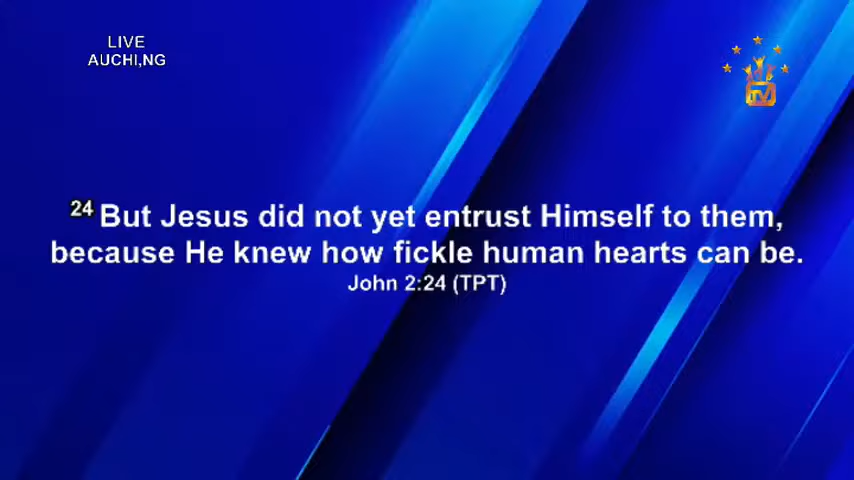 LIVE
AUCHI,NG
TV
24 But Jesus did not yet entrust Himself to them,
because He knew how fickle human hearts can be.
John 2:24 (TPT)